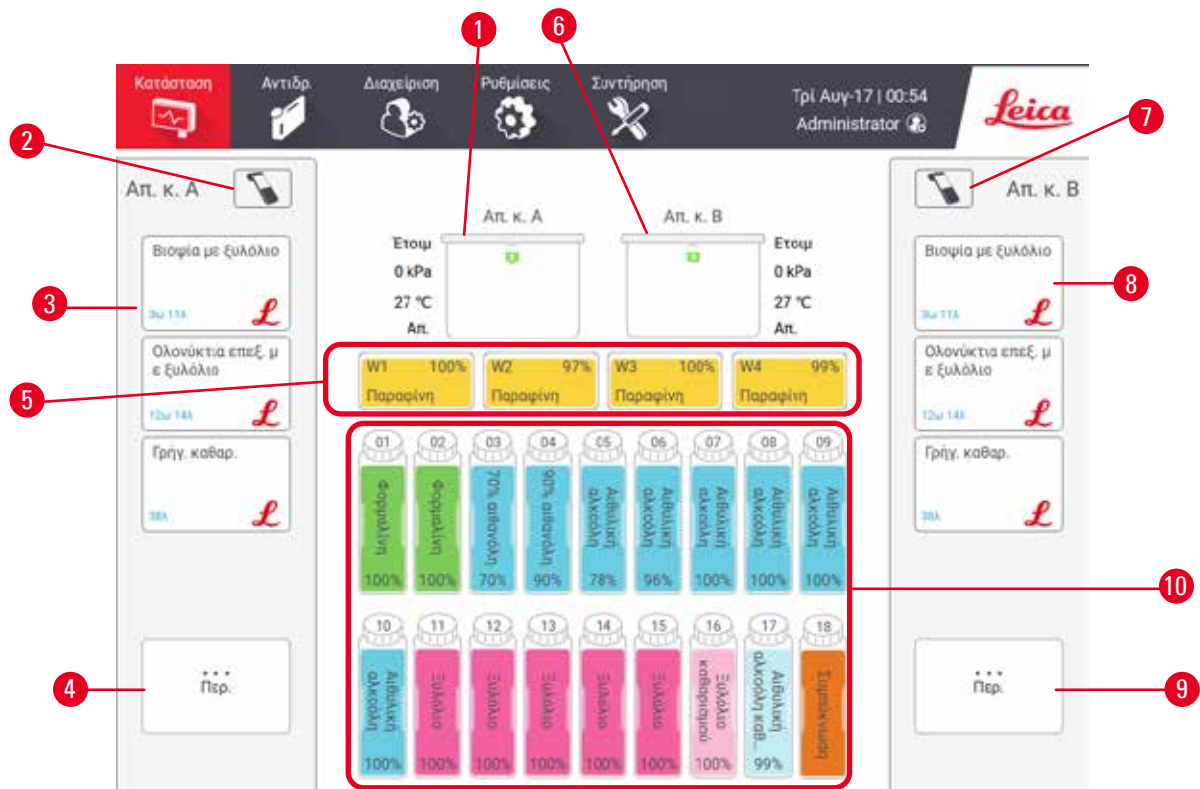 1
6
Κατάσταση
Αντιδρ.
Διαχείριση
Ρυθμίσεις
Συντήρηση
Τρί Αυγ-17 | 00:54
Administrator
Leica
2
7
Απ. κ. A
Απ. κ. B
Απ. κ. A
Απ. κ. B
Έτοιμ
0 kPa
27 °C
Απ.
Ετοιμ
0 kPa
27 °C
Απ.
Βιοψία με ξυλόλιο
3ω 11λ
3
Ολονύκτια επεξ. μ
ε ξυλόλιο
12ω 14λ
Γρήγ. καθαρ.
38λ
4
...
Περ.
Βιοψία με ξυλόλιο
3ω 11λ
8
Ολονύκτια επεξ. μ
ε ξυλόλιο
12ω 14λ
Γρήγ. καθαρ.
38λ
...
Περ.
9
5
W1 100%
Παραφίνη
W2 97%
Παραφίνη
W3 100%
Παραφίνη
W4 99%
Παραφίνη
10
01
Φορμαλίνη
100%
02
Φορμαλίνη
100%
03
70% αιθανόλη
70%
04
90% αιθανόλη
90%
05
Αιθυλική
αλκοόλη
78%
06
Αιθυλική
αλκοόλη
96%
07
Αιθυλική
αλκοόλη
100%
08
Αιθυλική
αλκοόλη
100%
09
Αιθυλική
αλκοόλη
100%
10
Αιθυλική
αλκοόλη
100%
11
Ξυλόλιο
100%
12
Ξυλόλιο
100%
13
Ξυλόλιο
100%
14
Ξυλόλιο
100%
15
Ξυλόλιο
100%
16
Ξυλόλιο
καθαρισμού
100%
17
Αιθυλική
αλκοόλη καθ...
99%
18
Συμπύκνωση